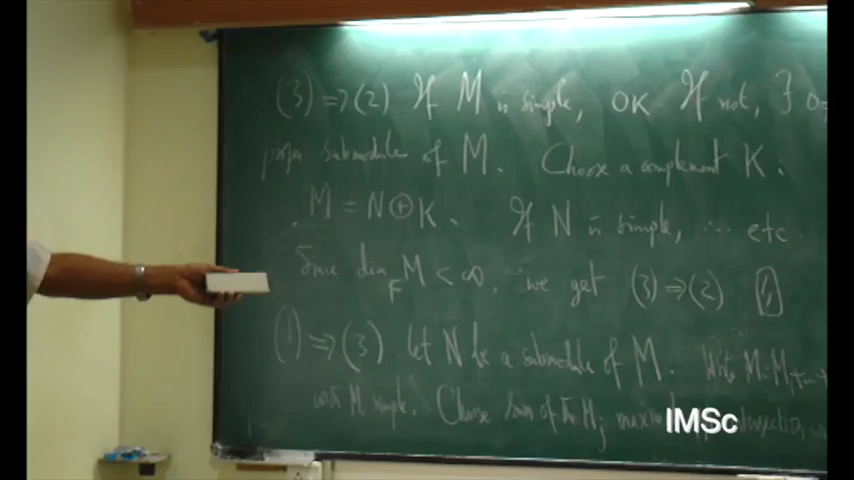 (3) ⇒ (2) If M is simple, OK. If not, ∃ 0≠
proper submodule of M. Choose a complement K:
M = N ⊕ K. If N is simple, ... etc.
Since dim_F M < ∞, we get (3) ⇒ (2)
(1) ⇒ (3). Let N be a submodule of M. Write M = M₁+...+
with Mᵢ simple. Choose sum of the Mⱼ
IMSc